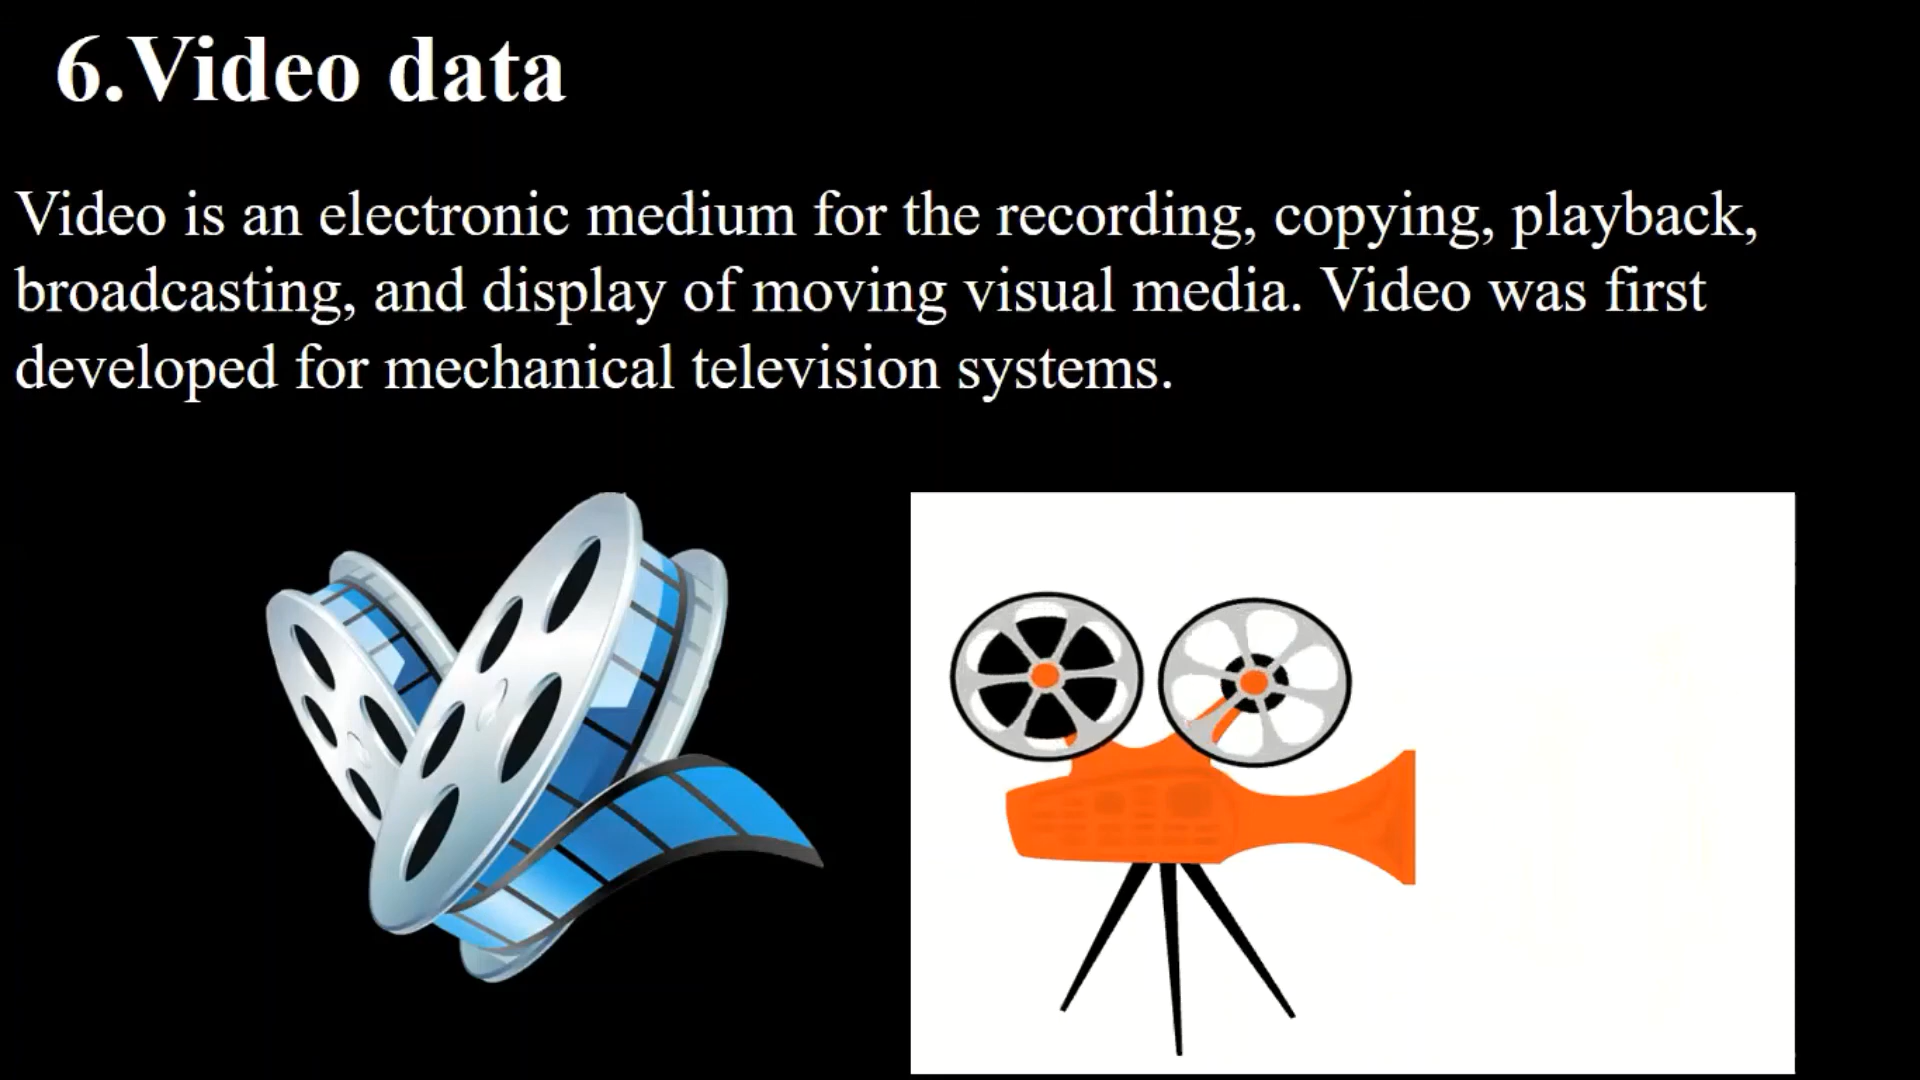 6.Video data
Video is an electronic medium for the recording, copying, playback,
broadcasting, and display of moving visual media. Video was first
developed for mechanical television systems.